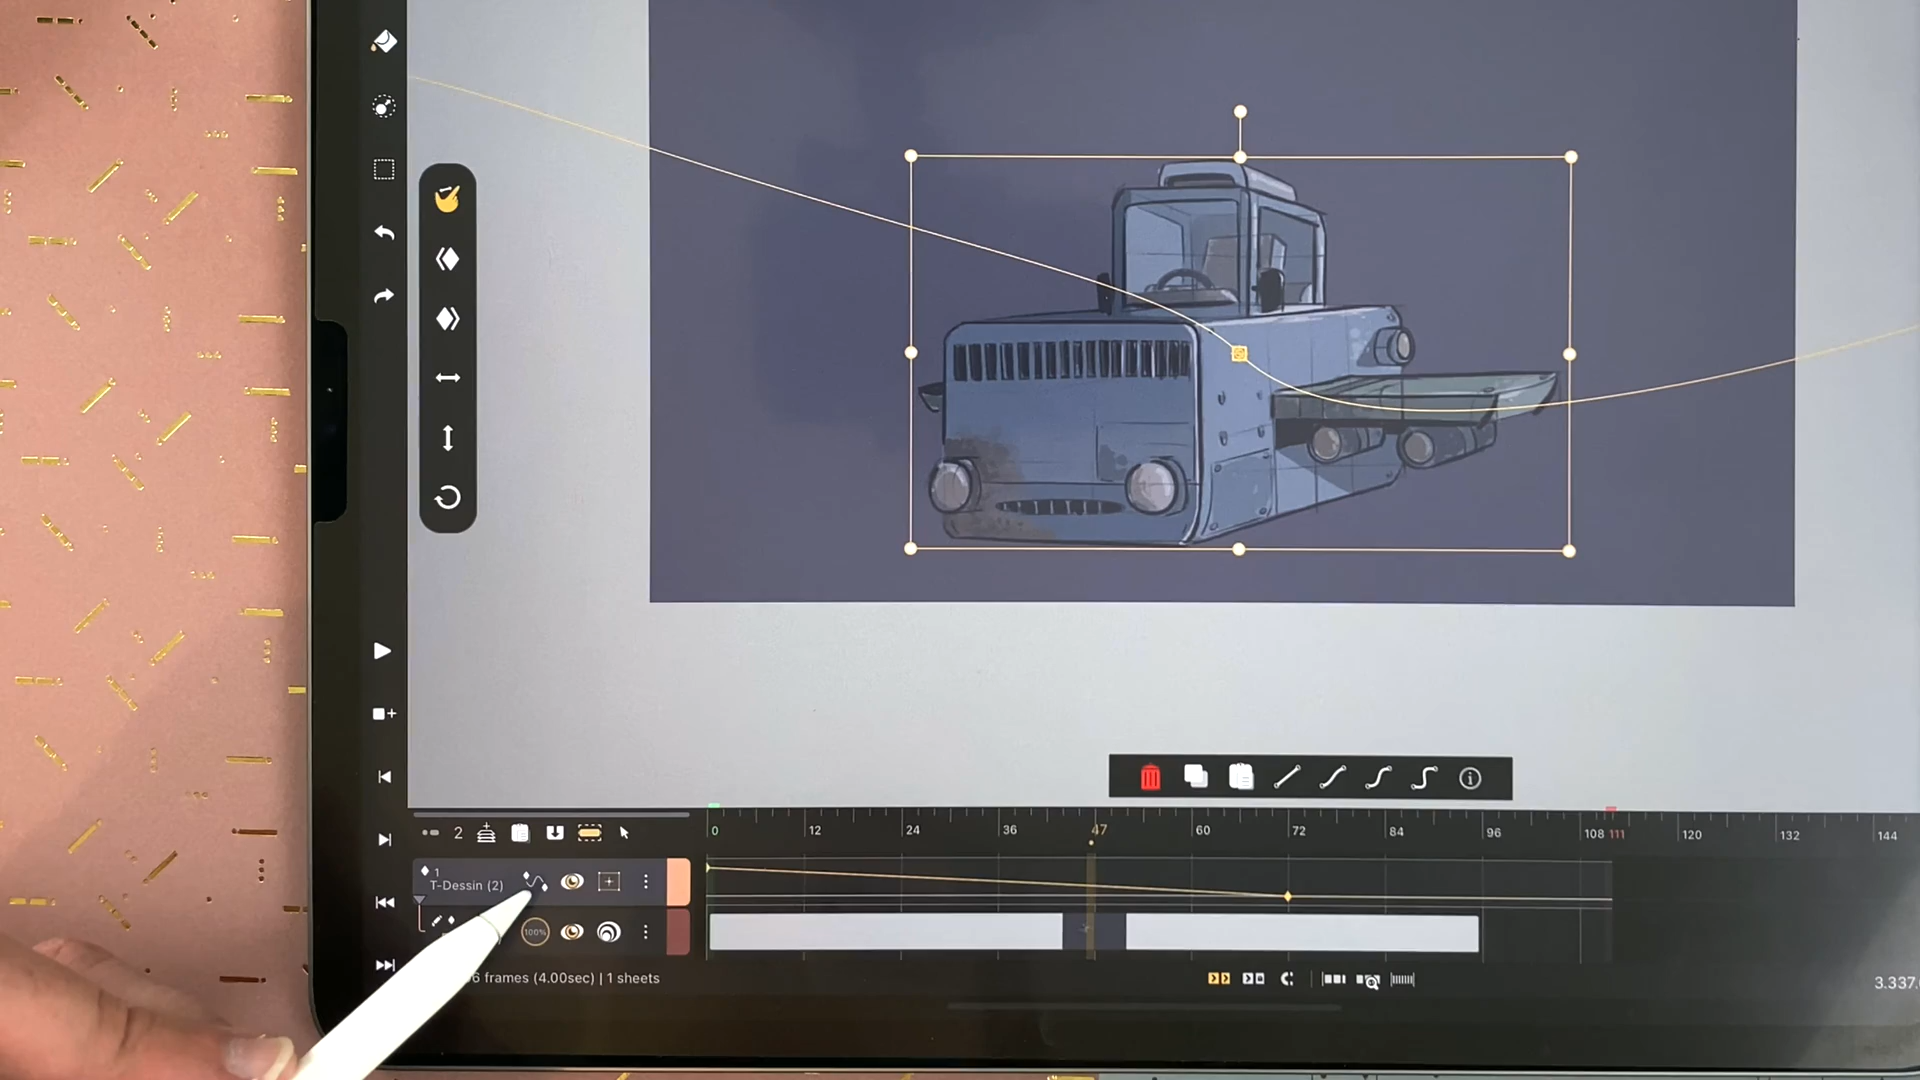 2
0 12 24 36 47 60 72 84 96 108 111 120 132 144
1
T-Dessin (2)
100%
6 frames (4.00sec) | 1 sheets
3.337.